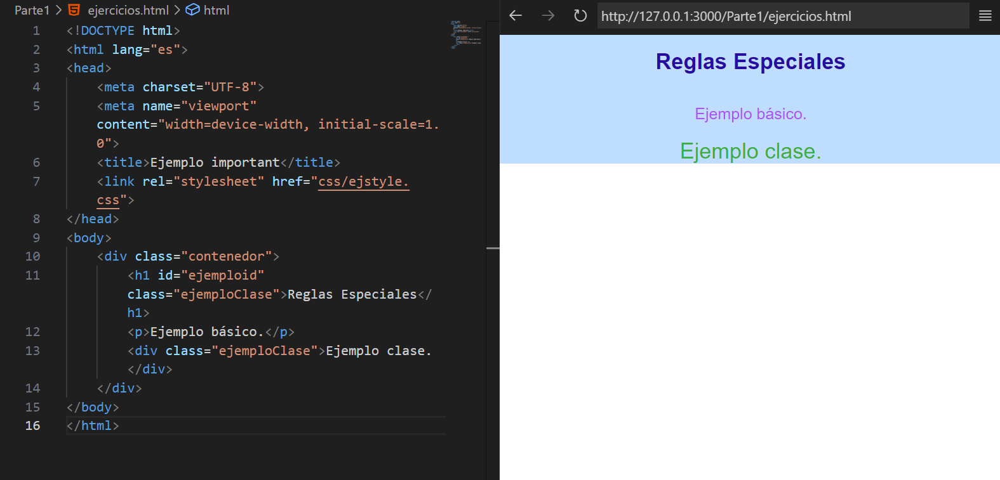 Parte1 > ejercicios.html > html
http://127.0.0.1:3000/Parte1/ejercicios.html
1 <!DOCTYPE html>
2 <html lang="es">
3 <head>
4 <meta charset="UTF-8">
5 <meta name="viewport"
content="width=device-width, initial-scale=1.
0">
6 <title>Ejemplo important</title>
7 <link rel="stylesheet" href="css/ejstyle.
css">
8 </head>
9 <body>
10 <div class="contenedor">
11 <h1 id="ejemploid"
class="ejemploClase">Reglas Especiales</
h1>
12 <p>Ejemplo básico.</p>
13 <div class="ejemploClase">Ejemplo clase.
</div>
14 </div>
15 </body>
16 </html>
Reglas Especiales
Ejemplo básico.
Ejemplo clase.